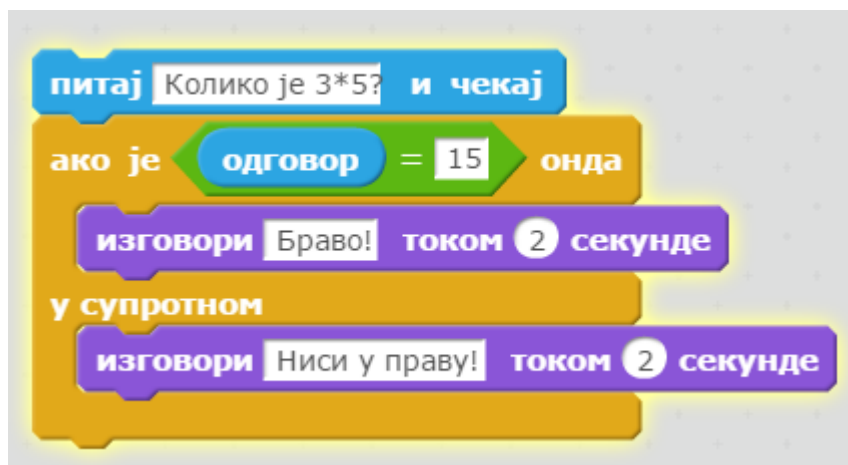 питај Колико је 3*5? и чекај
ако је одговор = 15 онда
изговори Браво! током 2 секунде
у супротном
изговори Ниси у праву! током 2 секунде